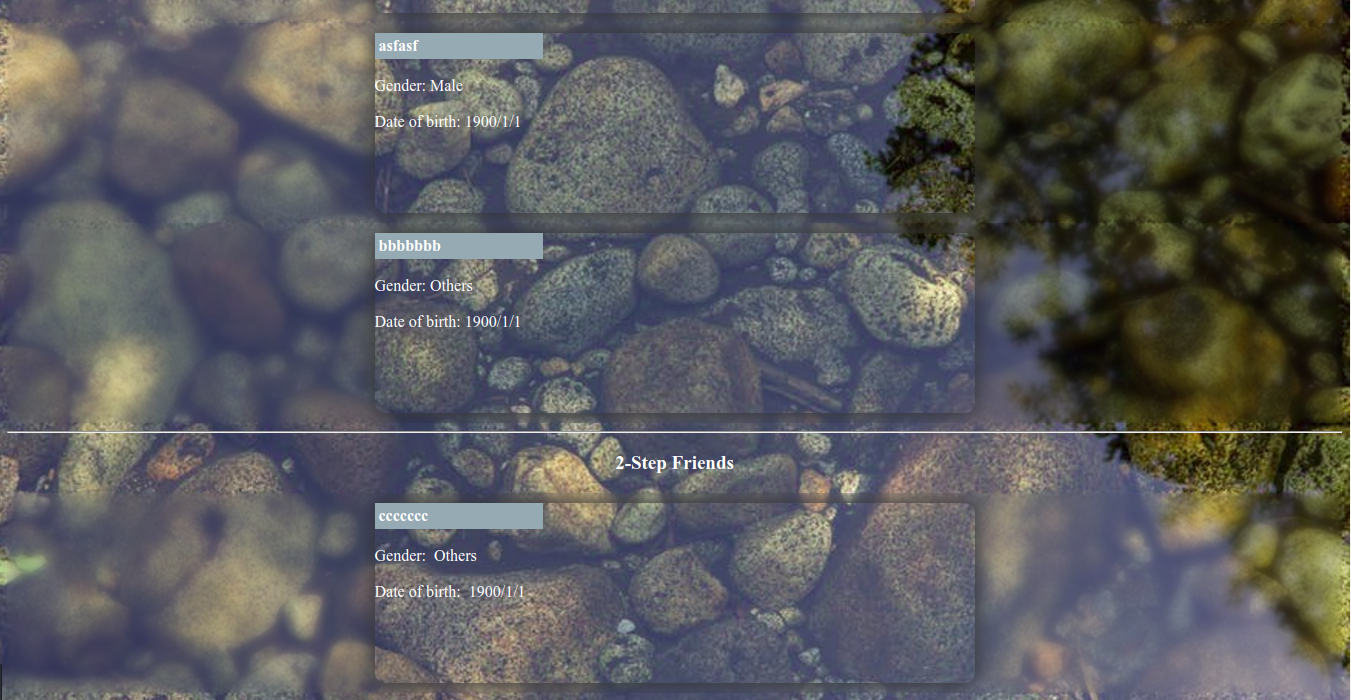 asfasf
Gender: Male
Date of birth: 1900/1/1
bbbbbbb
Gender: Others
Date of birth: 1900/1/1
2-Step Friends
ccccccc
Gender:  Others
Date of birth:  1900/1/1